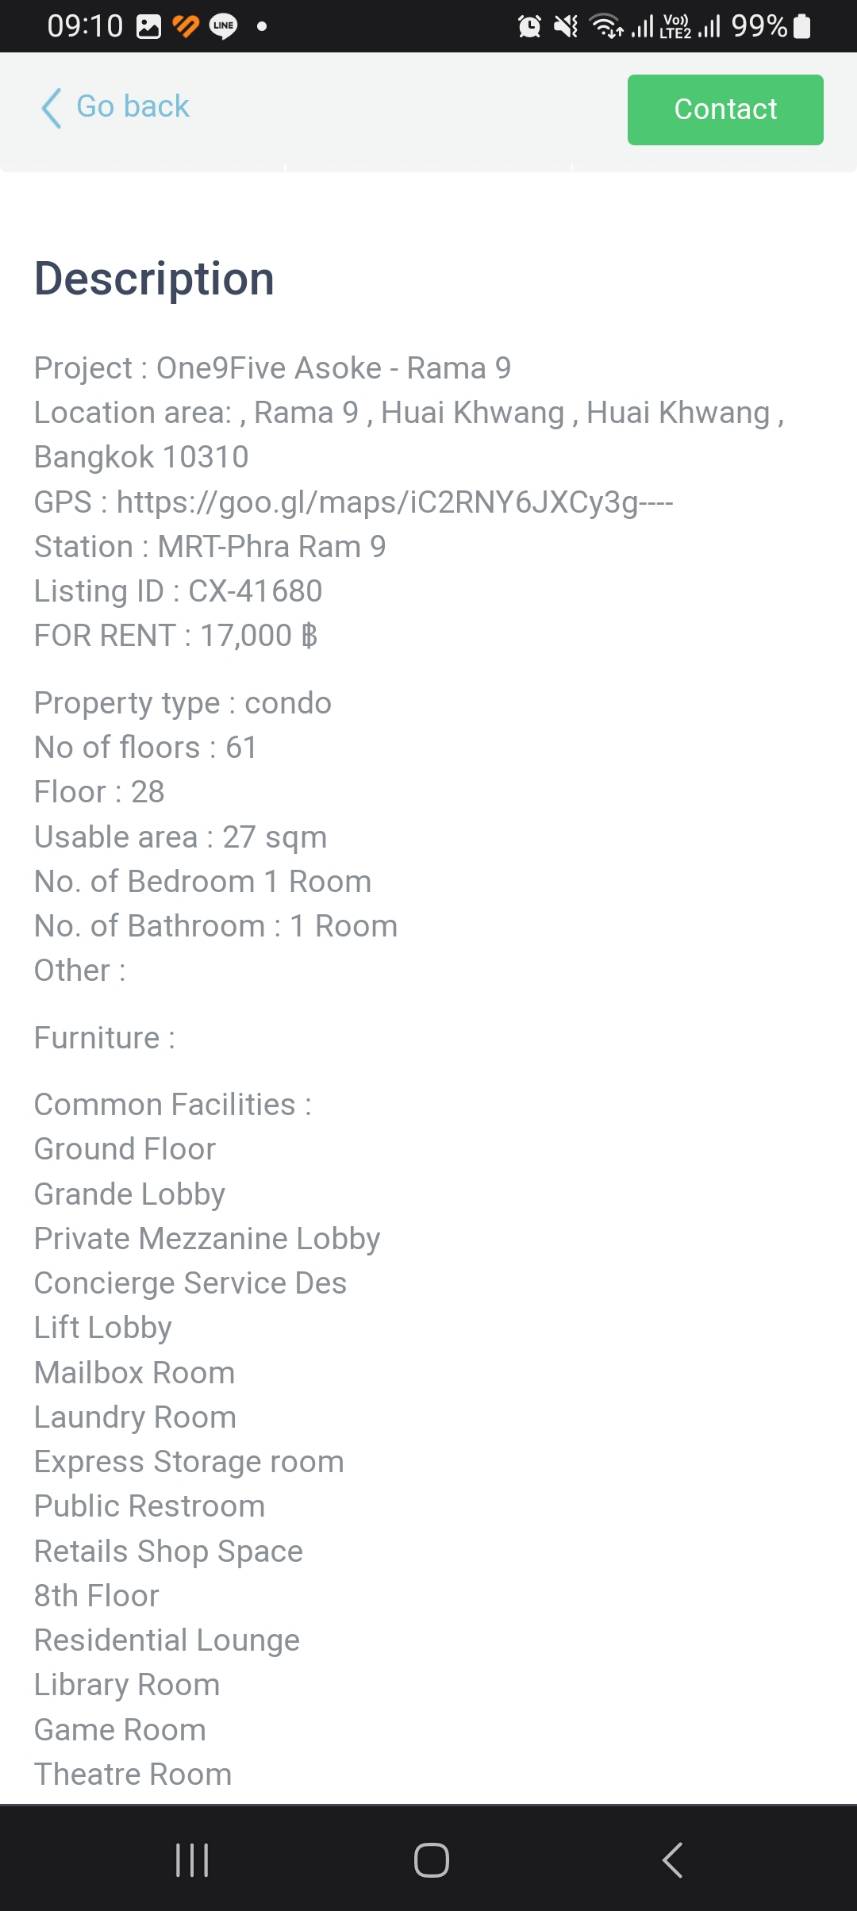 09:10 LINE Vo)) LTE2 99%
Go back
Contact
Description
Project : One9Five Asoke - Rama 9
Location area: , Rama 9 , Huai Khwang , Huai Khwang ,
Bangkok 10310
GPS : https://goo.gl/maps/iC2RNY6JXCy3g----
Station : MRT-Phra Ram 9
Listing ID : CX-41680
FOR RENT : 17,000 ฿
Property type : condo
No of floors : 61
Floor : 28
Usable area : 27 sqm
No. of Bedroom 1 Room
No. of Bathroom : 1 Room
Other :
Furniture :
Common Facilities :
Ground Floor
Grande Lobby
Private Mezzanine Lobby
Concierge Service Des
Lift Lobby
Mailbox Room
Laundry Room
Express Storage room
Public Restroom
Retails Shop Space
8th Floor
Residential Lounge
Library Room
Game Room
Theatre Room